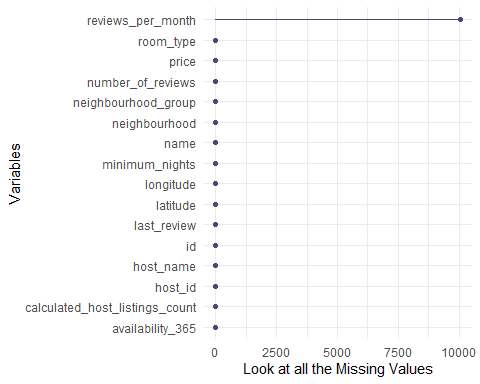 reviews_per_month
room_type
price
number_of_reviews
neighbourhood_group
neighbourhood
name
minimum_nights
longitude
latitude
last_review
id
host_name
host_id
calculated_host_listings_count
availability_365
Variables
0 2500 5000 7500 10000
Look at all the Missing Values